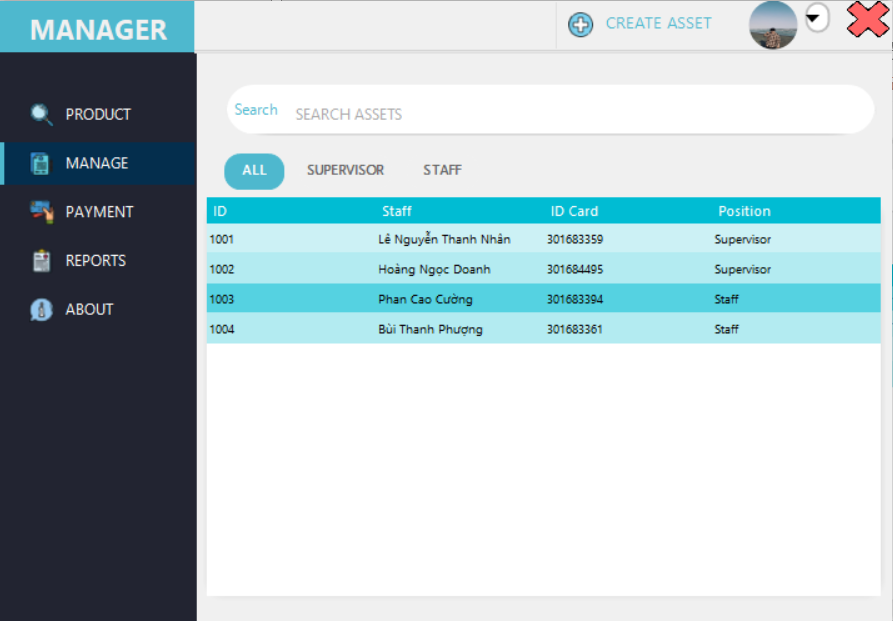 MANAGER
CREATE ASSET
PRODUCT
MANAGE
PAYMENT
REPORTS
ABOUT
Search SEARCH ASSETS
ALL SUPERVISOR STAFF
ID Staff ID Card Position
1001 Lê Nguyễn Thanh Nhân 301683359 Supervisor
1002 Hoàng Ngọc Doanh 301684495 Supervisor
1003 Phan Cao Cường 301683394 Staff
1004 Bùi Thanh Phượng 301683361 Staff